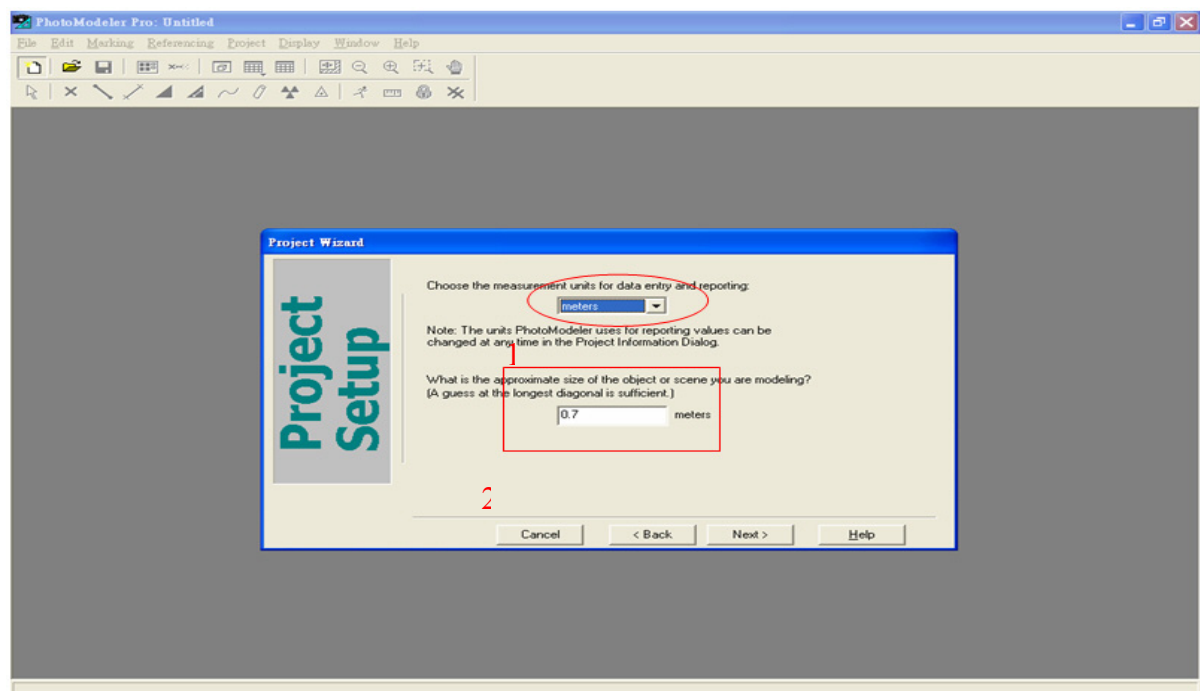 PhotoModeler Pro: Untitled
File Edit Marking Referencing Project Display Window Help
Project Wizard
Project
Setup
Choose the measurement units for data entry and reporting:
meters
Note: The units PhotoModeler uses for reporting values can be
changed at any time in the Project Information Dialog.
1
What is the approximate size of the object or scene you are modeling?
(A guess at the longest diagonal is sufficient.)
0.7 meters
2
Cancel < Back Next > Help